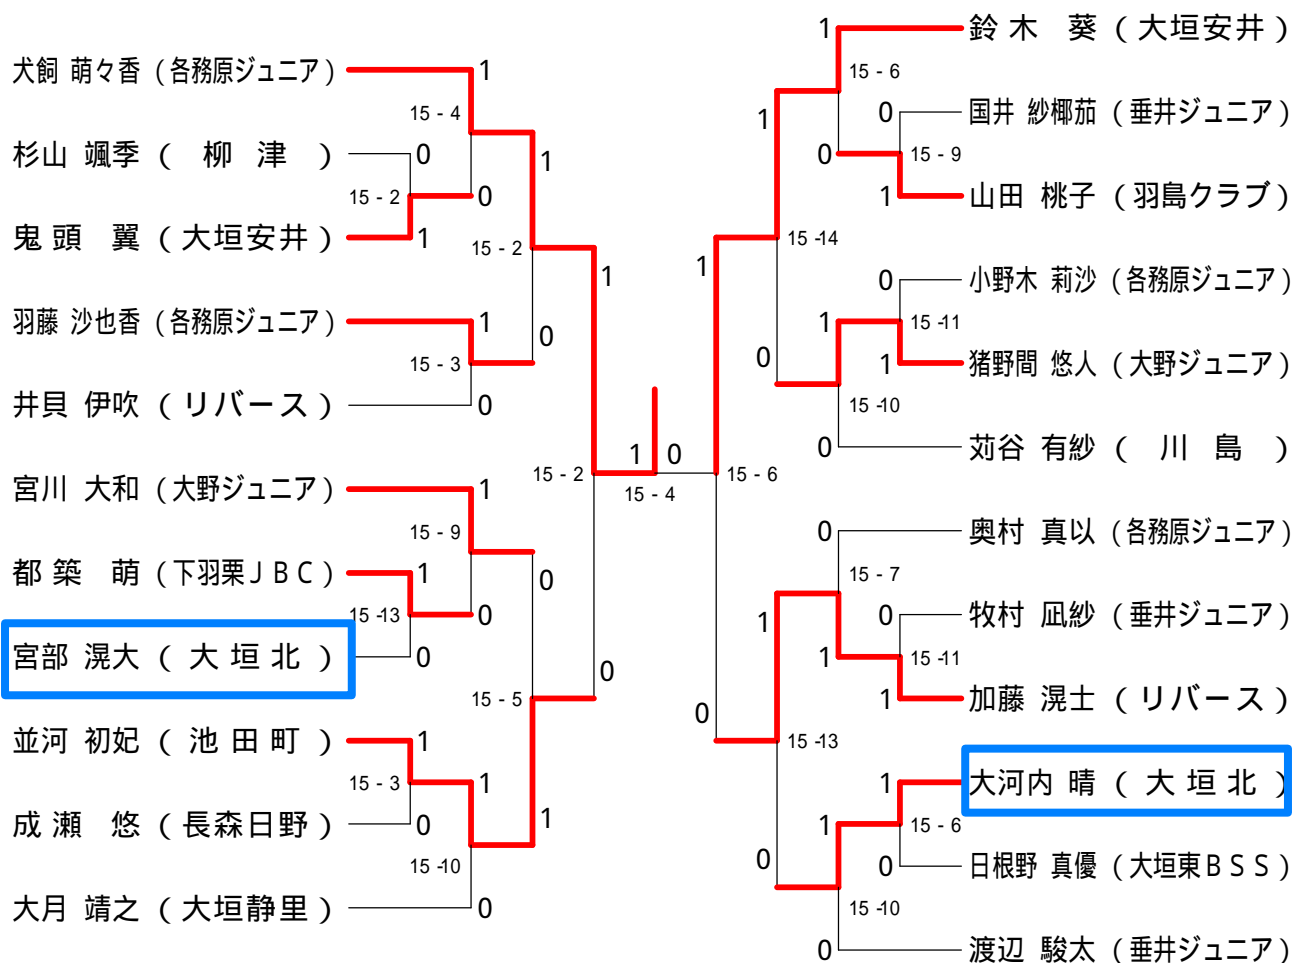 犬飼 萌々香 (各務原ジュニア)
杉山 颯季 ( 柳 津 )
鬼 頭 翼 ( 大垣安井 )
羽藤 沙也香 (各務原ジュニア)
井貝 伊吹 ( リバース )
宮川 大和 (大野ジュニア)
都 築 萌 (下羽栗JBC)
宮部 滉大 ( 大 垣 北 )
並河 初妃 ( 池 田 町 )
成 瀬 悠 ( 長森日野 )
大月 靖之 ( 大垣静里 )
1
15 - 4
0
0
15 - 2
1
1
15 - 2
1
15 - 3
0
0
1
15 - 9
1
0
15 -13
0
0
15 - 5
1
15 - 3
0
1
15 -10
0
1
1
15 - 2
0
1
0
15 - 4
1
15 - 6
0
1
15 - 6
0
15 - 9
1
0
1
15 -14
0
15 -11
1
1
15 -10
0
0
0
15 - 7
0
15 -11
1
1
1
15 -13
1
15 - 6
0
1
15 -10
0
0
鈴 木 葵 ( 大垣安井 )
国井 紗椰茄 (垂井ジュニア)
山田 桃子 (羽島クラブ)
小野木 莉沙 (各務原ジュニア)
猪野間 悠人 (大野ジュニア)
苅谷 有紗 ( 川 島 )
奥村 真以 (各務原ジュニア)
牧村 凪紗 (垂井ジュニア)
加藤 滉士 ( リバース )
大河内 晴 ( 大 垣 北 )
日根野 真優 (大垣東BSS)
渡辺 駿太 (垂井ジュニア)